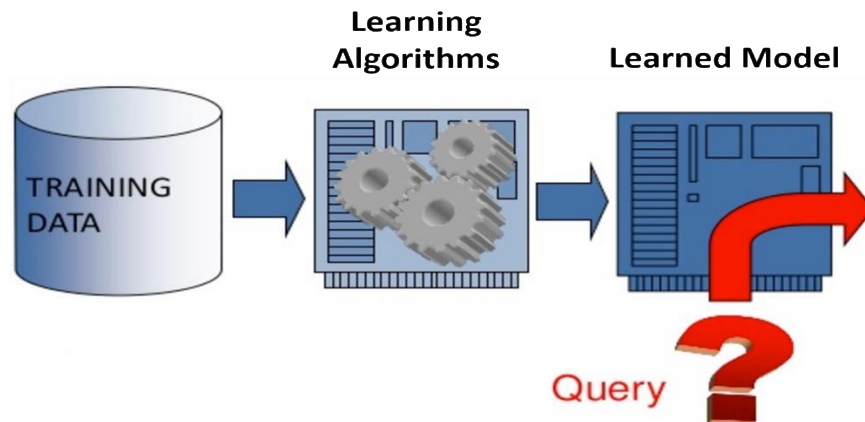 Learning
Algorithms
Learned Model
TRAINING
DATA
Query
?